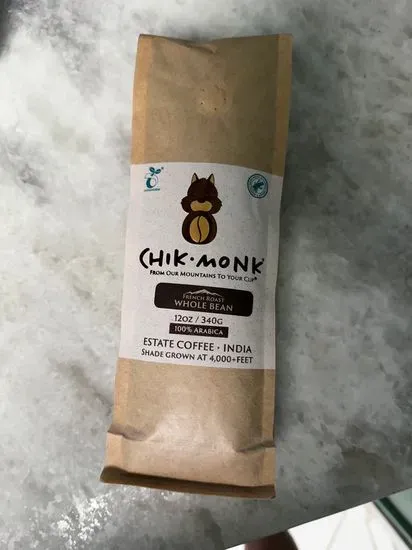 CHIK·MONK
FROM OUR MOUNTAINS TO YOUR CUP®
FRENCH ROAST
WHOLE BEAN
12OZ / 340G
100% ARABICA
ESTATE COFFEE · INDIA
SHADE GROWN AT 4,000+FEET